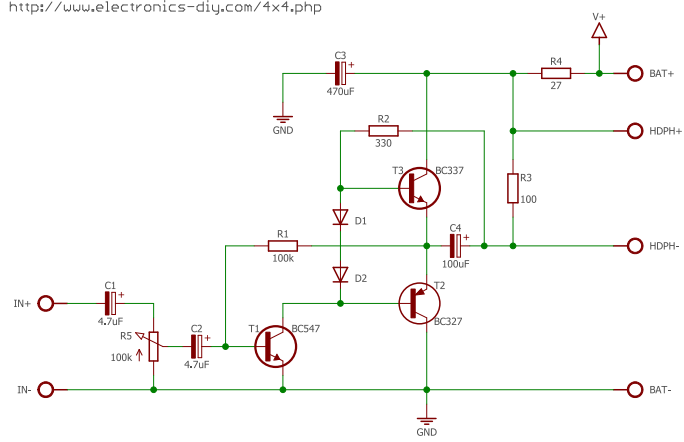 http://www.electronics-diy.com/4x4.php
V+
C3
+
470uF
R4
27
BAT+
GND
R2
330
HDPH+
T3
BC337
R3
100
D1
R1
100k
C4
+
100uF
HDPH-
D2
T2
BC327
IN+
C1
+
4.7uF
R5
100k
C2
+
4.7uF
T1
BC547
IN-
BAT-
GND